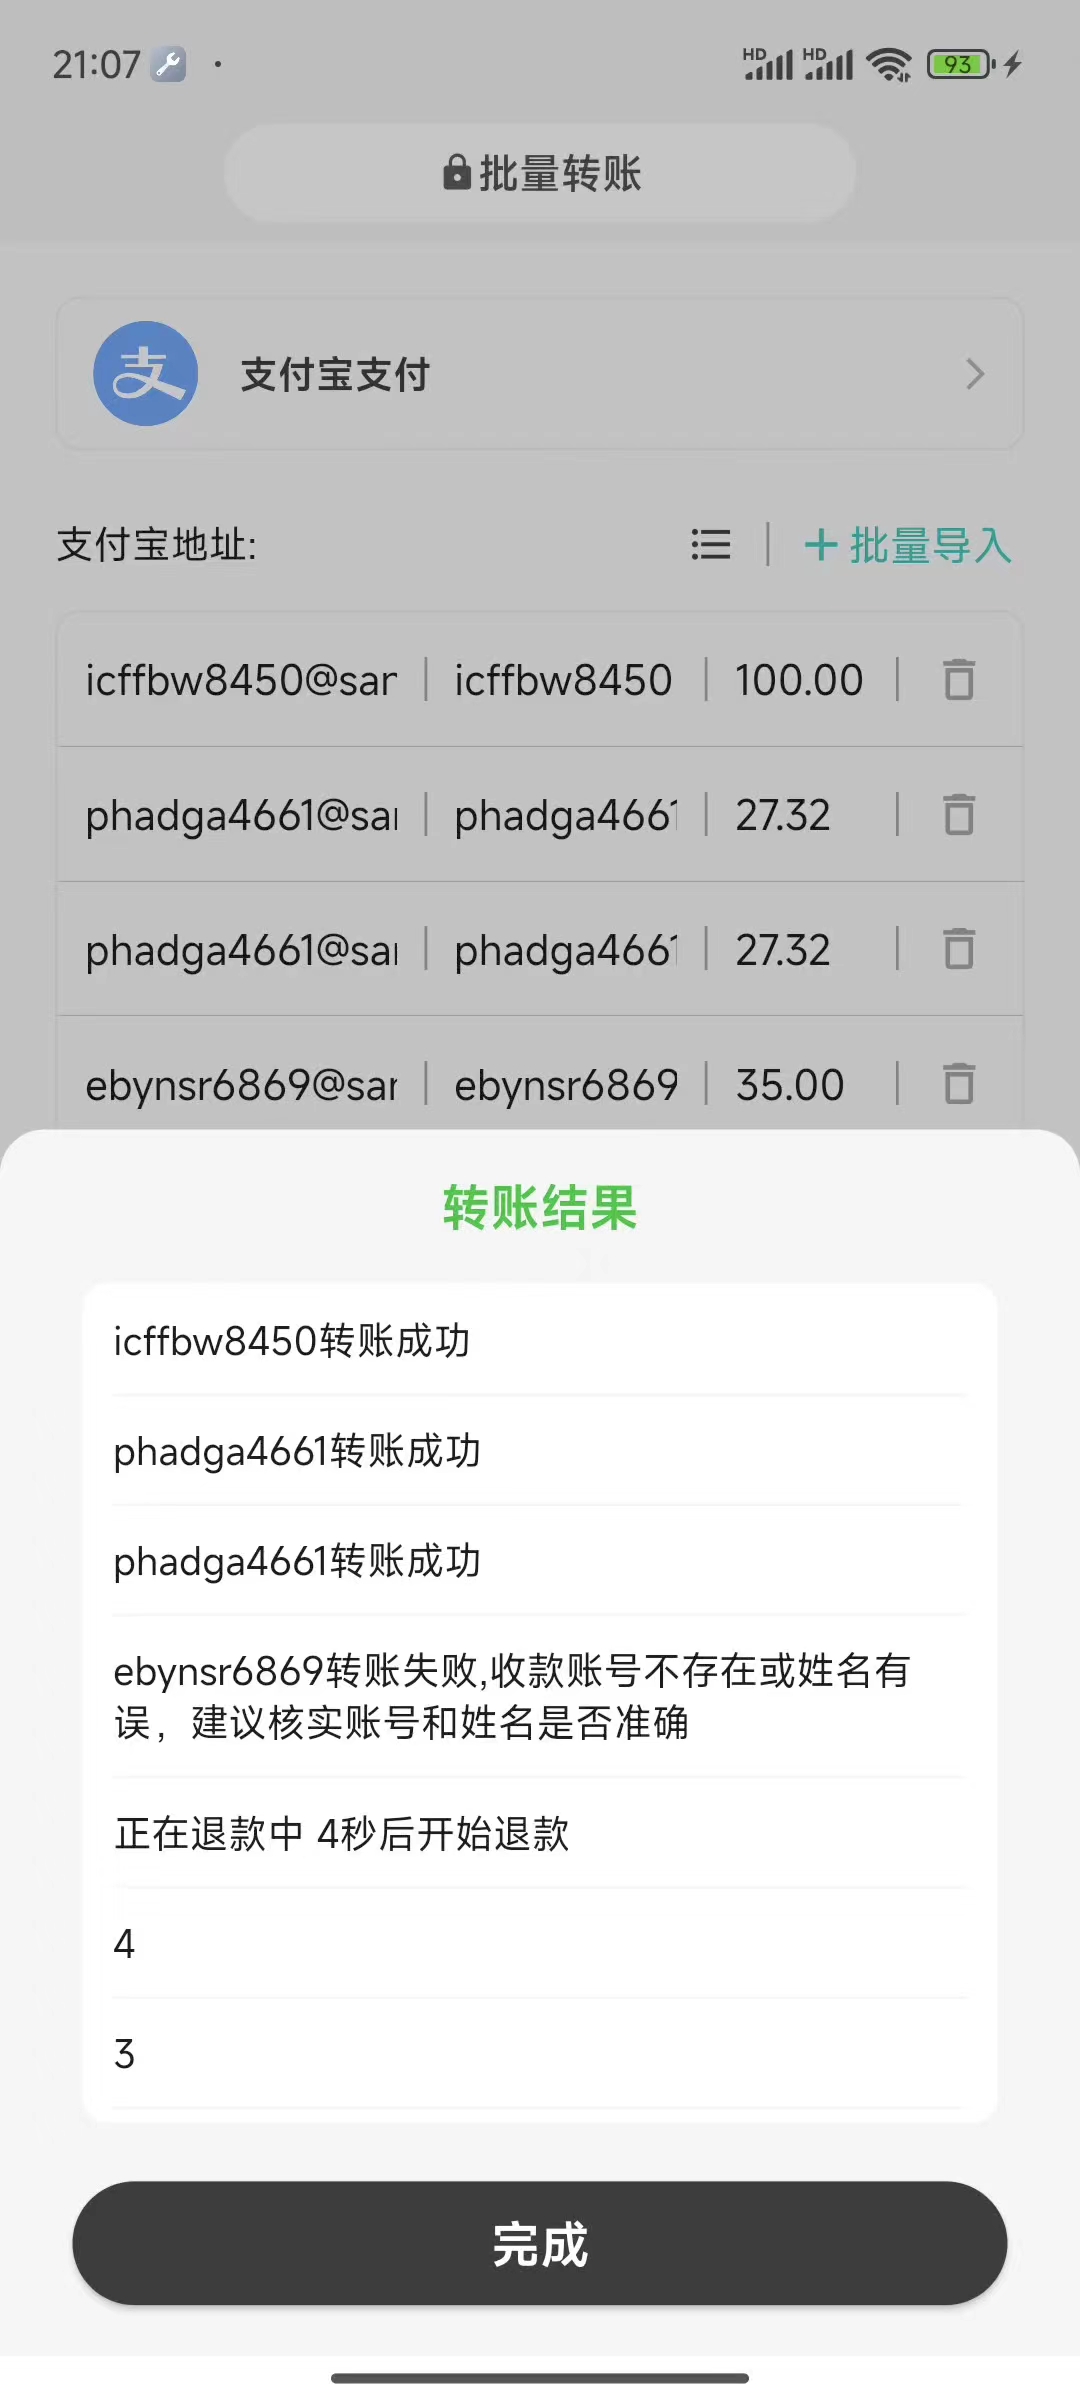 21:07
HD HD 93
批量转账
支 支付宝支付
支付宝地址: 批量导入
icffbw8450@sar icffbw8450 100.00
phadga4661@sa phadga4661 27.32
phadga4661@sa phadga4661 27.32
ebynsr6869@sar ebynsr6869 35.00
转账结果
icffbw8450转账成功
phadga4661转账成功
phadga4661转账成功
ebynsr6869转账失败,收款账号不存在或姓名有
误，建议核实账号和姓名是否准确
正在退款中 4秒后开始退款
4
3
完成